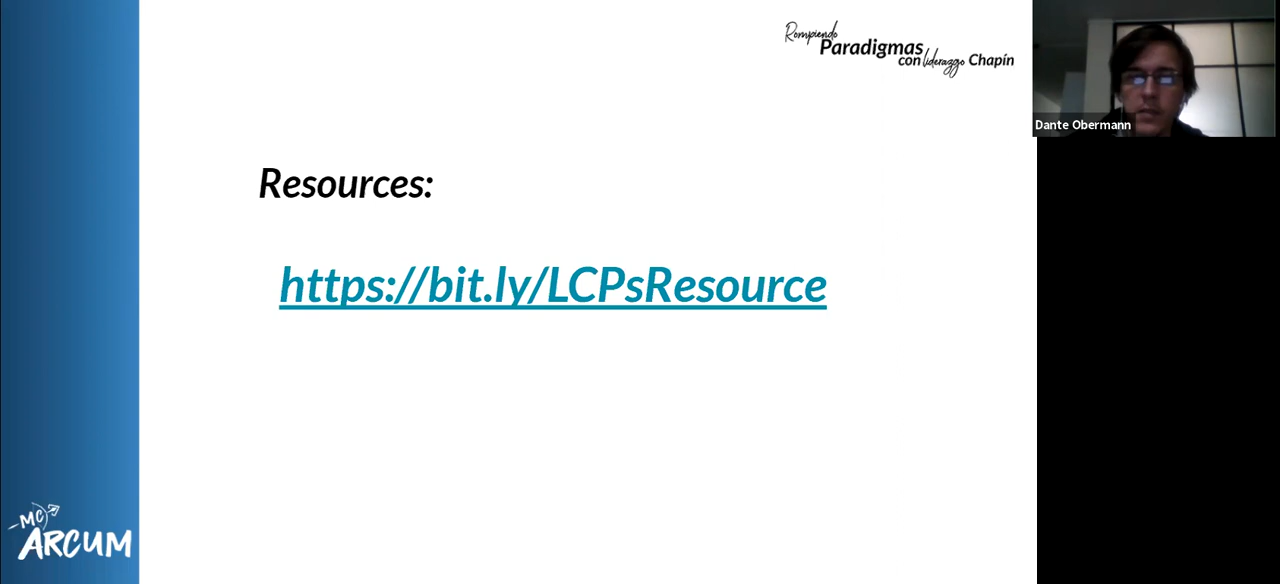 Rompiendo
Paradigmas
con liderazgo Chapín
Dante Obermann
Resources:
https://bit.ly/LCPsResource
MC
ARCUM